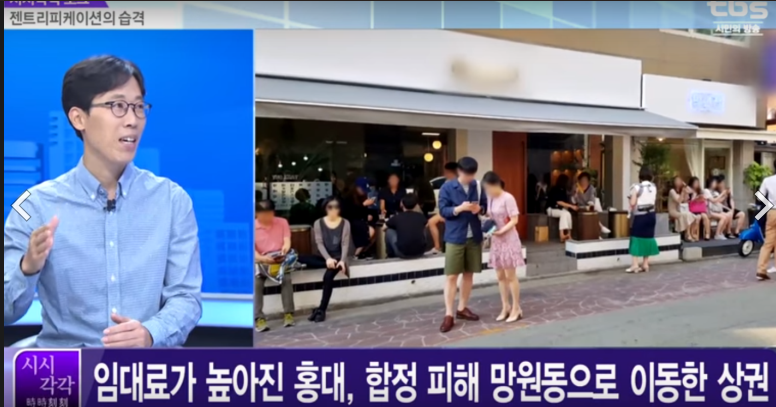 젠트리피케이션의 습격
tbs
시민의 방송
시시
각각
時時刻刻
임대료가 높아진 홍대, 합정 피해 망원동으로 이동한 상권